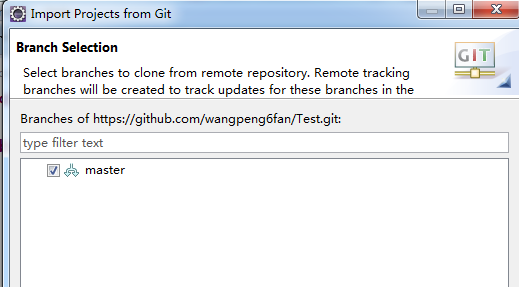 Import Projects from Git
Branch Selection
GIT
Select branches to clone from remote repository. Remote tracking
branches will be created to track updates for these branches in the
Branches of https://github.com/wangpeng6fan/Test.git:
type filter text
master